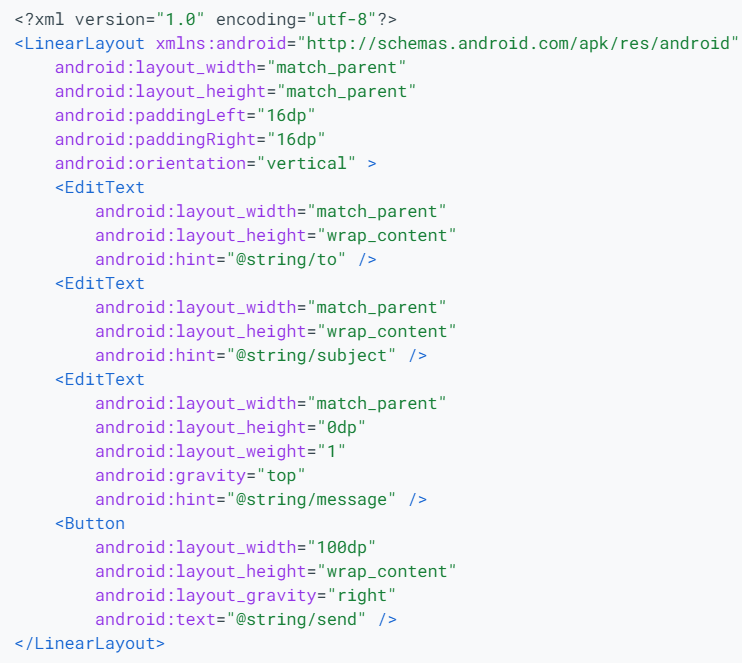 <?xml version="1.0" encoding="utf-8"?>
<LinearLayout xmlns:android="http://schemas.android.com/apk/res/android"
    android:layout_width="match_parent"
    android:layout_height="match_parent"
    android:paddingLeft="16dp"
    android:paddingRight="16dp"
    android:orientation="vertical" >
    <EditText
        android:layout_width="match_parent"
        android:layout_height="wrap_content"
        android:hint="@string/to" />
    <EditText
        android:layout_width="match_parent"
        android:layout_height="wrap_content"
        android:hint="@string/subject" />
    <EditText
        android:layout_width="match_parent"
        android:layout_height="0dp"
        android:layout_weight="1"
        android:gravity="top"
        android:hint="@string/message" />
    <Button
        android:layout_width="100dp"
        android:layout_height="wrap_content"
        android:layout_gravity="right"
        android:text="@string/send" />
</LinearLayout>